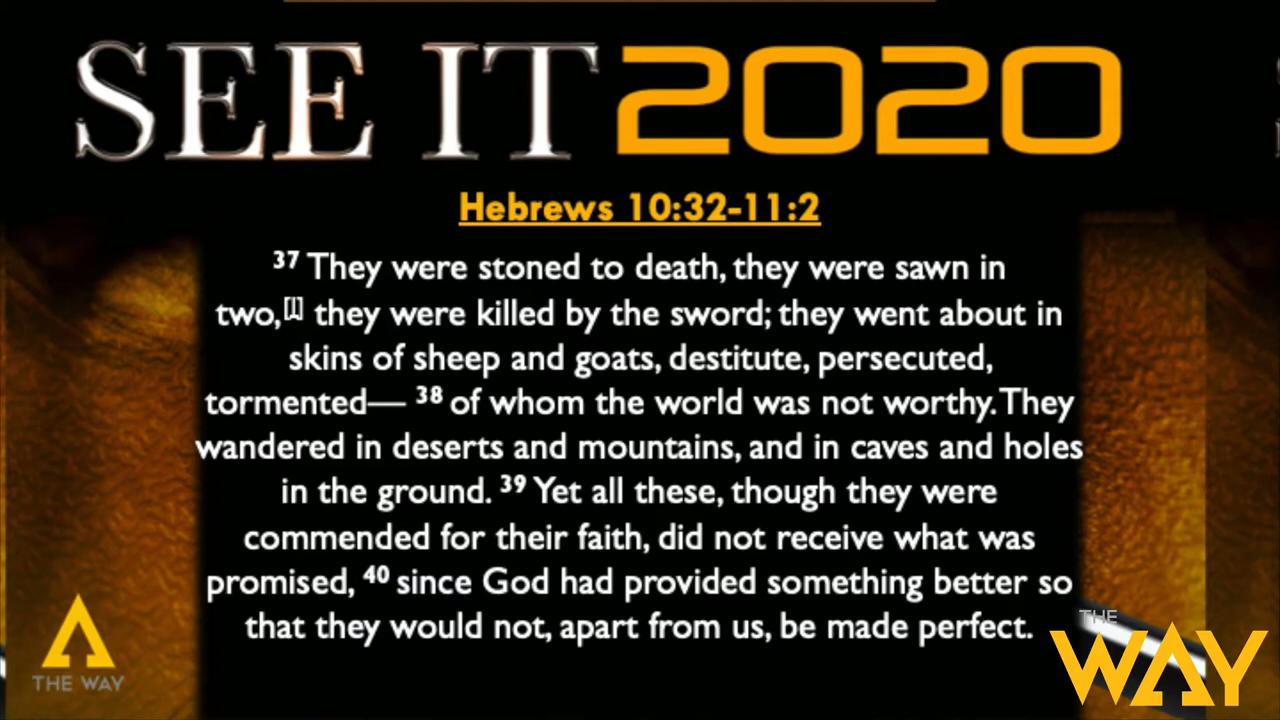 SEE IT 2020
Hebrews 10:32-11:2
37 They were stoned to death, they were sawn in
two,[l] they were killed by the sword; they went about in
skins of sheep and goats, destitute, persecuted,
tormented— 38 of whom the world was not worthy. They
wandered in deserts and mountains, and in caves and holes
in the ground. 39 Yet all these, though they were
commended for their faith, did not receive what was
promised, 40 since God had provided something better so
that they would not, apart from us, be made perfect.
THE WAY
THE
WAY